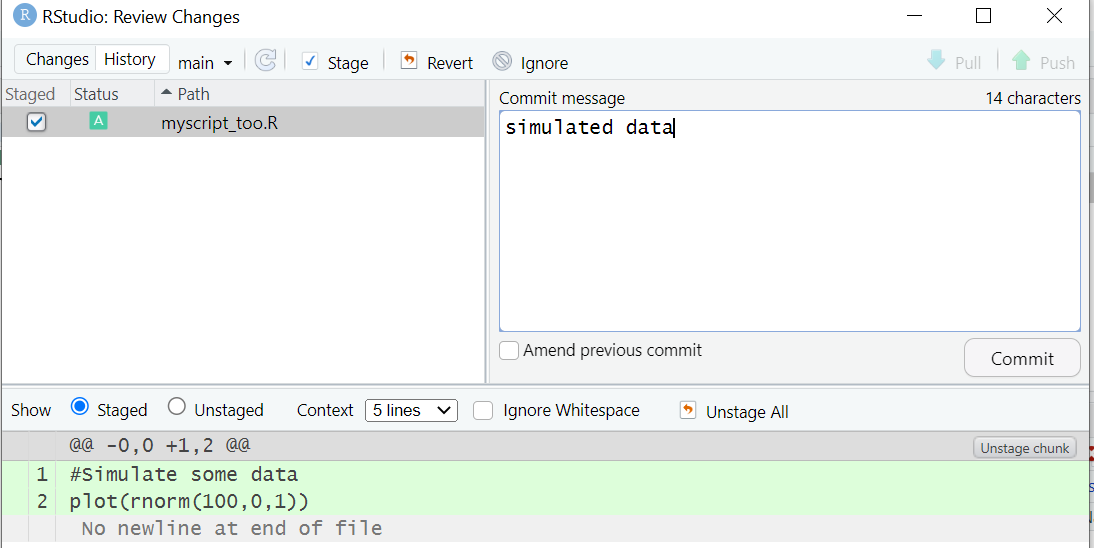 R RStudio: Review Changes
Changes History main Stage Revert Ignore Pull Push
Staged Status Path
A myscript_too.R
Commit message 14 characters
simulated data
Amend previous commit
Commit
Show Staged Unstaged Context 5 lines Ignore Whitespace Unstage All
@@ -0,0 +1,2 @@ Unstage chunk
1 #Simulate some data
2 plot(rnorm(100,0,1))
No newline at end of file